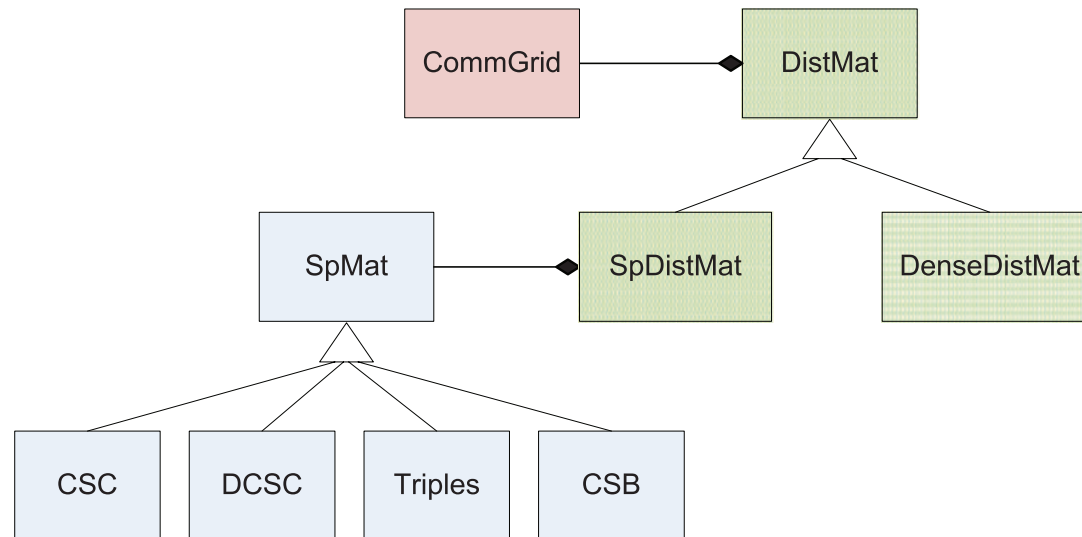 CommGrid
DistMat
SpMat
SpDistMat
DenseDistMat
CSC
DCSC
Triples
CSB